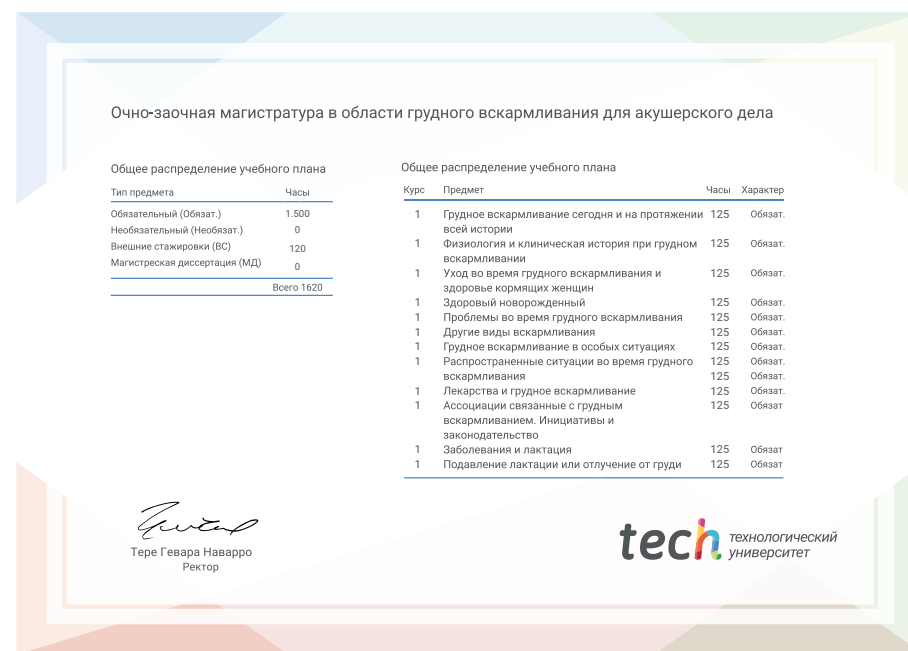 Очно-заочная магистратура в области грудного вскармливания для акушерского дела
Общее распределение учебного плана
Тип предмета Часы
Обязательный (Обязат.) 1.500
Необязательный (Необязат.) 0
Внешние стажировки (ВС) 120
Магистреская диссертация (МД) 0
Всего 1620
Общее распределение учебного плана
Курс Предмет Часы Характер
1 Грудное вскармливание сегодня и на протяжении 125 Обязат.
всей истории
1 Физиология и клиническая история при грудном 125 Обязат.
вскармливании
1 Уход во время грудного вскармливания и 125 Обязат.
здоровье кормящих женщин
1 Здоровый новорожденный 125 Обязат.
1 Проблемы во время грудного вскармливания 125 Обязат.
1 Другие виды вскармливания 125 Обязат.
1 Грудное вскармливание в особых ситуациях 125 Обязат.
1 Распространенные ситуации во время грудного 125 Обязат.
вскармливания 125 Обязат.
1 Лекарства и грудное вскармливание 125 Обязат.
1 Ассоциации связанные с грудным 125 Обязат
вскармливанием. Инициативы и
законодательство
1 Заболевания и лактация 125 Обязат
1 Подавление лактации или отлучение от груди 125 Обязат
Тере Гевара Наварро
Ректор
tech технологический
университет